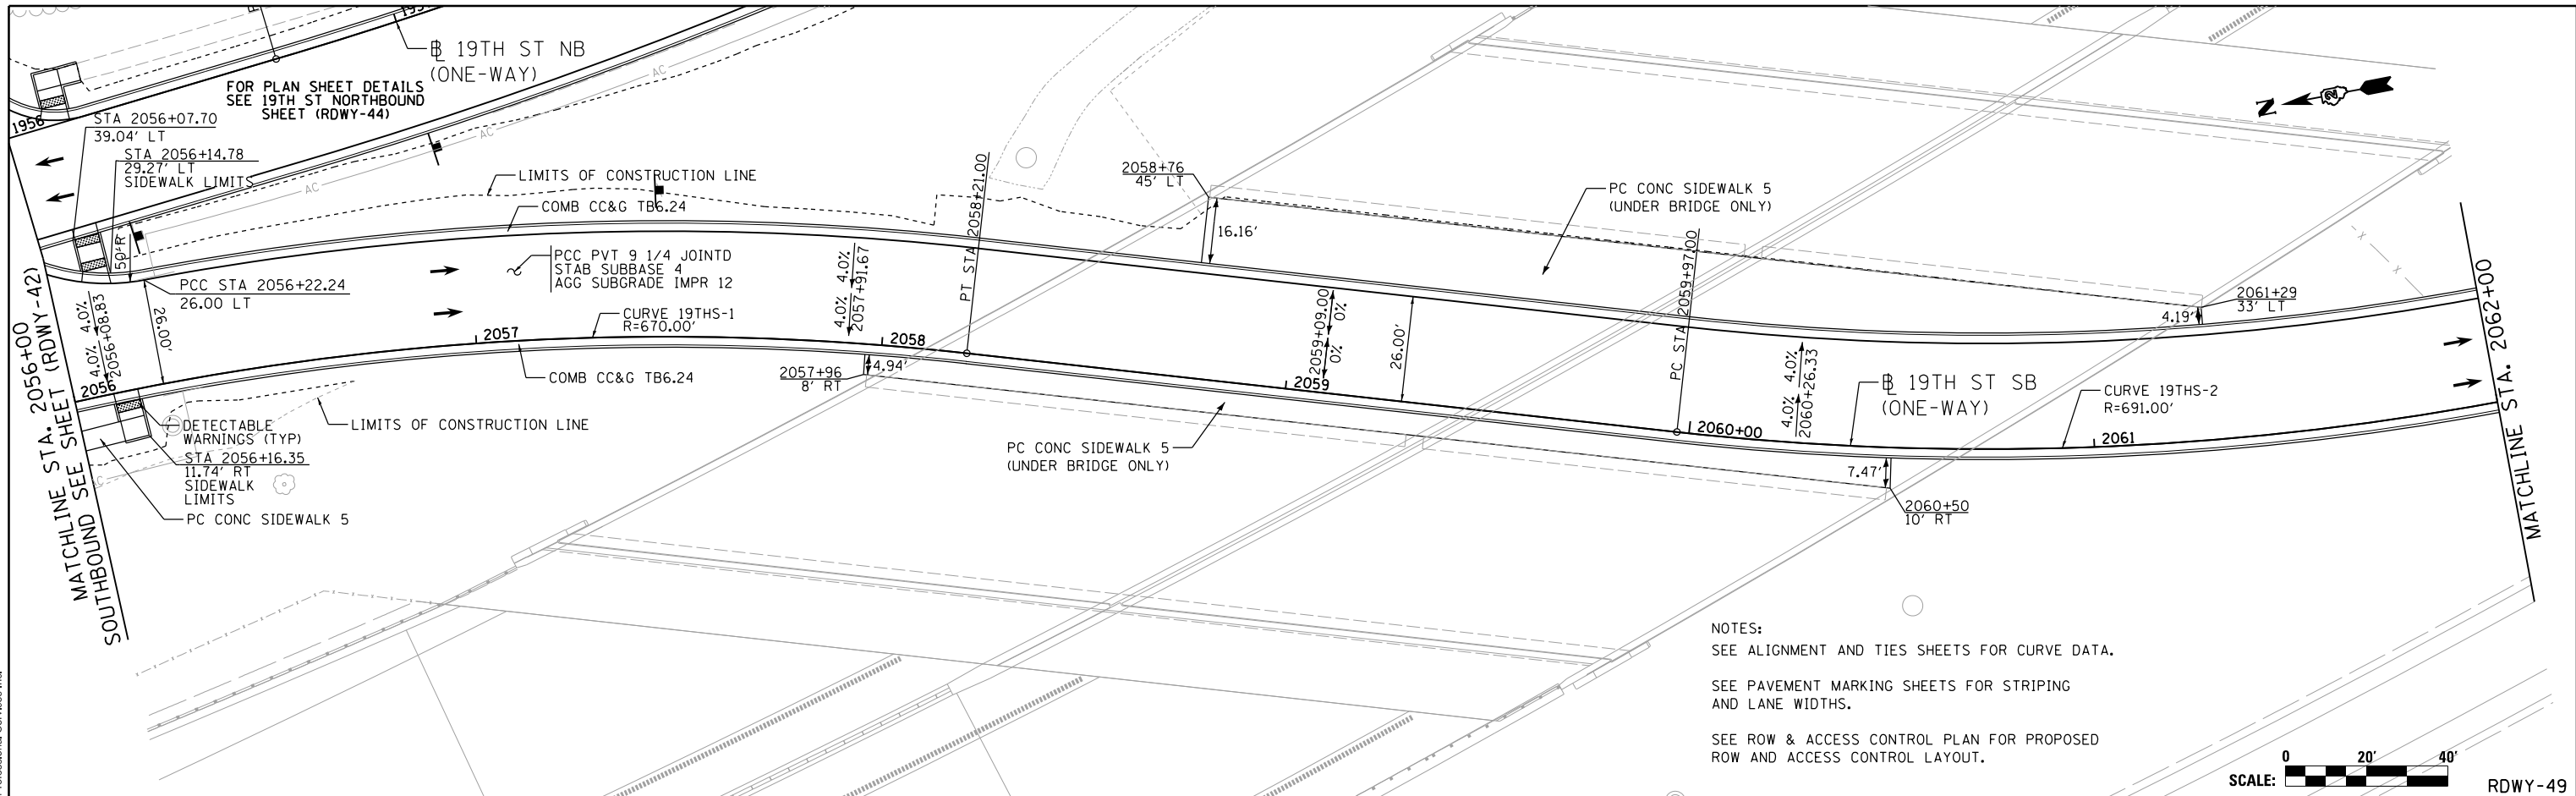 195
℄ 19TH ST NB
(ONE-WAY)
FOR PLAN SHEET DETAILS
SEE 19TH ST NORTHBOUND
SHEET (RDWY-44)
1956
STA 2056+07.70
39.04' LT
STA 2056+14.78
29.27' LT
SIDEWALK LIMITS
AC
AC
AC
50'R
LIMITS OF CONSTRUCTION LINE
COMB CC&G TB6.24
PCC PVT 9 1/4 JOINTD
STAB SUBBASE 4
AGG SUBGRADE IMPR 12
PCC STA 2056+22.24
26.00 LT
4.0% 4.0%
2056+08.83
26.00'
2056
CURVE 19THS-1
R=670.00'
2057
COMB CC&G TB6.24
4.0% 4.0%
2057+91.67
2058
PT STA 2058+21.00
2057+96
8' RT
4.94'
2058+76
45' LT
16.16'
PC CONC SIDEWALK 5
(UNDER BRIDGE ONLY)
2059+09.00
0%
0%
26.00'
2059
PC STA 2059+97.00
2060+00
4.0% 4.0%
2060+26.33
℄ 19TH ST SB
(ONE-WAY)
CURVE 19THS-2
R=691.00'
2061
2061+29
33' LT
4.19'
7.47'
2060+50
10' RT
PC CONC SIDEWALK 5
(UNDER BRIDGE ONLY)
N
MATCHLINE STA. 2062+00
MATCHLINE STA. 2056+00
SOUTHBOUND SEE SHEET (RDWY-42)
DETECTABLE
WARNINGS (TYP)
STA 2056+16.35
11.74' RT
SIDEWALK
LIMITS
PC CONC SIDEWALK 5
LIMITS OF CONSTRUCTION LINE
NOTES:
SEE ALIGNMENT AND TIES SHEETS FOR CURVE DATA.
SEE PAVEMENT MARKING SHEETS FOR STRIPING
AND LANE WIDTHS.
SEE ROW & ACCESS CONTROL PLAN FOR PROPOSED
ROW AND ACCESS CONTROL LAYOUT.
SCALE:
0 20' 40'
RDWY-49